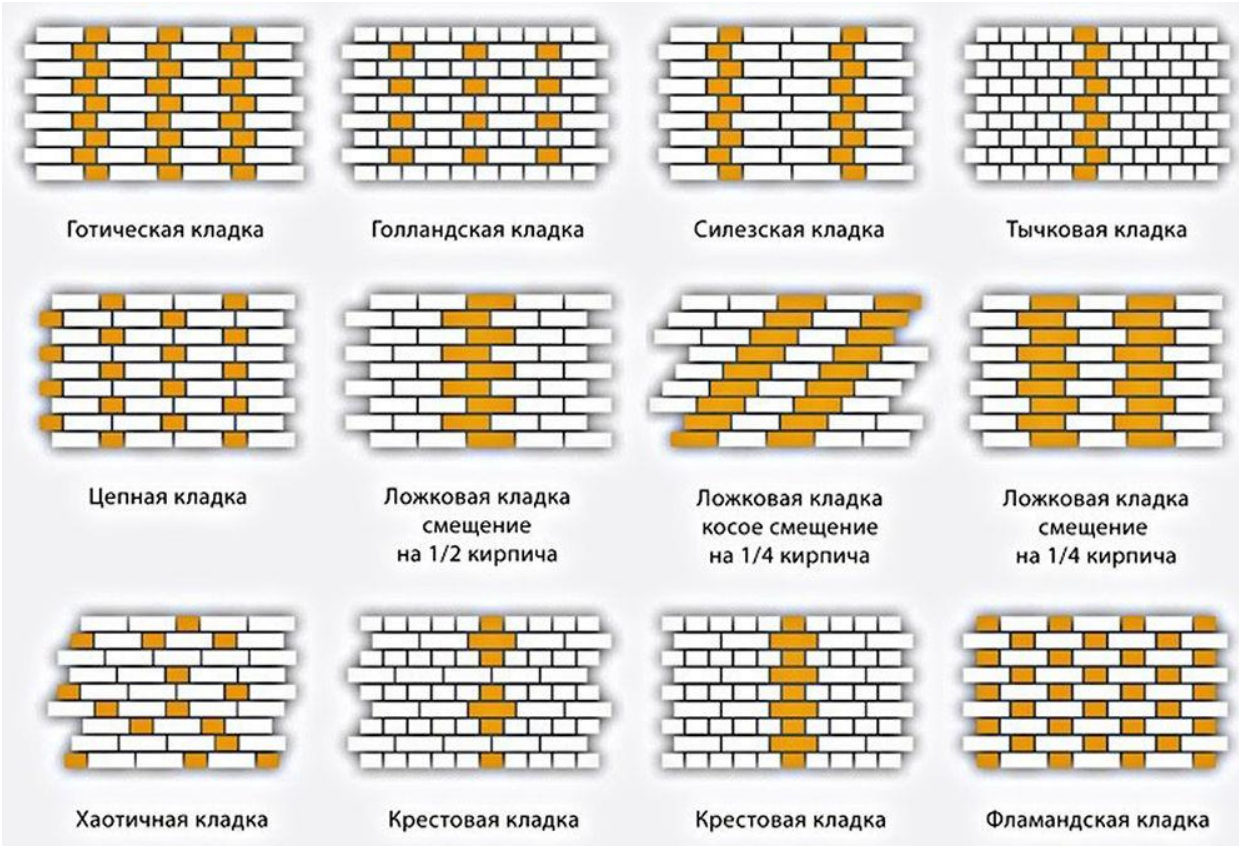 Готическая кладка
Голландская кладка
Силезская кладка
Тычковая кладка
Цепная кладка
Ложковая кладка
смещение
на 1/2 кирпича
Ложковая кладка
косое смещение
на 1/4 кирпича
Ложковая кладка
смещение
на 1/4 кирпича
Хаотичная кладка
Крестовая кладка
Крестовая кладка
Фламандская кладка